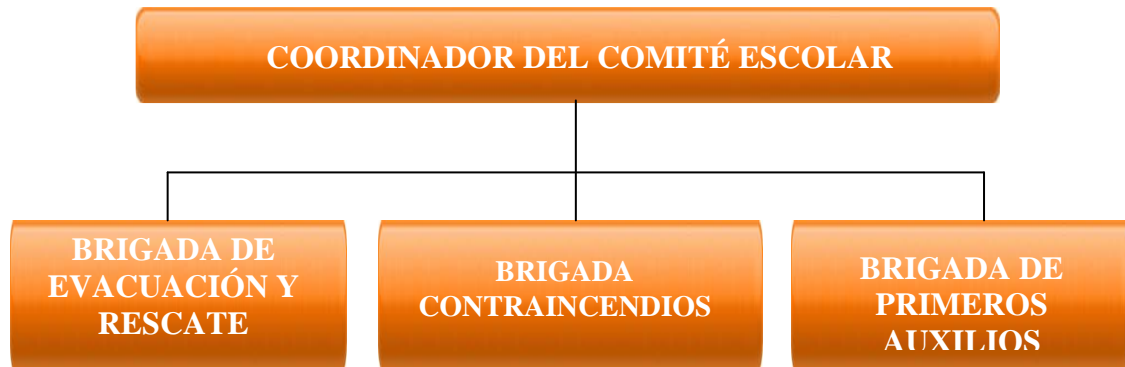 COORDINADOR DEL COMITÉ ESCOLAR
BRIGADA DE
EVACUACIÓN Y
RESCATE
BRIGADA
CONTRAINCENDIOS
BRIGADA DE
PRIMEROS
AUXILIOS